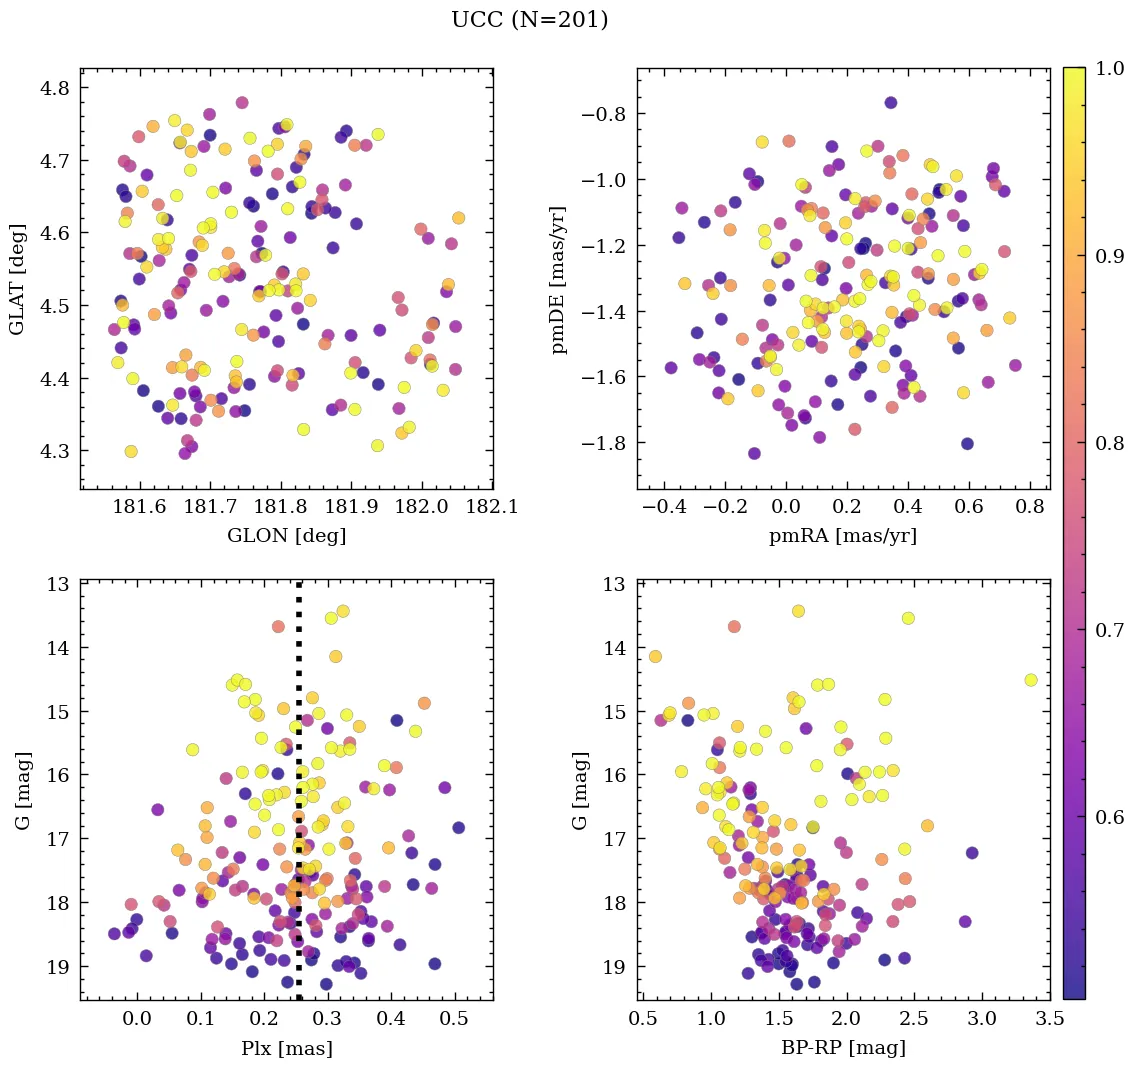 UCC (N=201)
4.8
4.7
4.6
4.5
4.4
4.3
GLAT [deg]
181.6 181.7 181.8 181.9 182.0 182.1
GLON [deg]
−0.8
−1.0
−1.2
−1.4
−1.6
−1.8
pmDE [mas/yr]
−0.4 −0.2 0.0 0.2 0.4 0.6 0.8
pmRA [mas/yr]
13
14
15
16
17
18
19
G [mag]
0.0 0.1 0.2 0.3 0.4 0.5
Plx [mas]
13
14
15
16
17
18
19
G [mag]
0.5 1.0 1.5 2.0 2.5 3.0 3.5
BP-RP [mag]
1.0
0.9
0.8
0.7
0.6